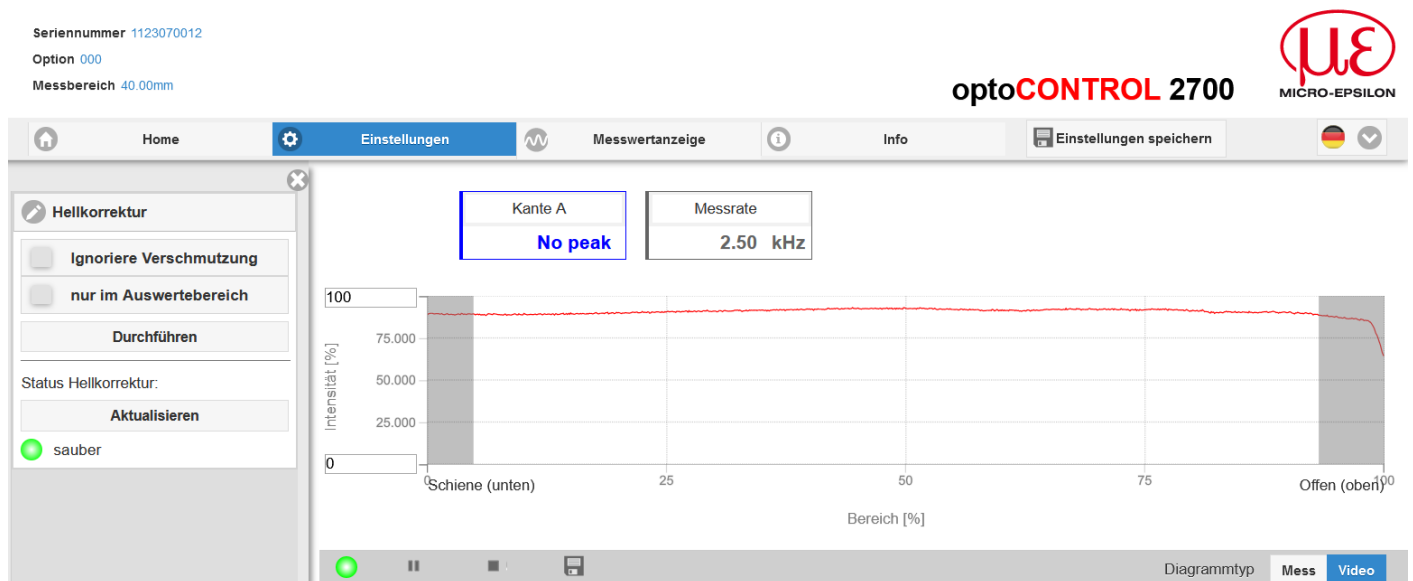 Seriennummer 1123070012
Option 000
Messbereich 40.00mm
optoCONTROL 2700
με
MICRO-EPSILON
Home
Einstellungen
Messwertanzeige
Info
Einstellungen speichern
Hellkorrektur
Ignoriere Verschmutzung
nur im Auswertebereich
Durchführen
Status Hellkorrektur:
Aktualisieren
sauber
Kante A
No peak
Messrate
2.50 kHz
100
75.000
50.000
25.000
0
Intensität [%]
0
25
50
75
100
Schiene (unten)
Offen (oben)
Bereich [%]
Diagrammtyp
Mess
Video